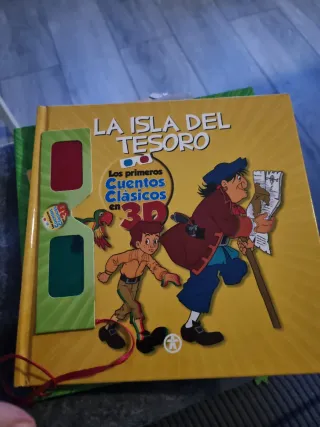 LA ISLA DEL
TESORO
Los primeros
Cuentos
Clásicos
en 3D